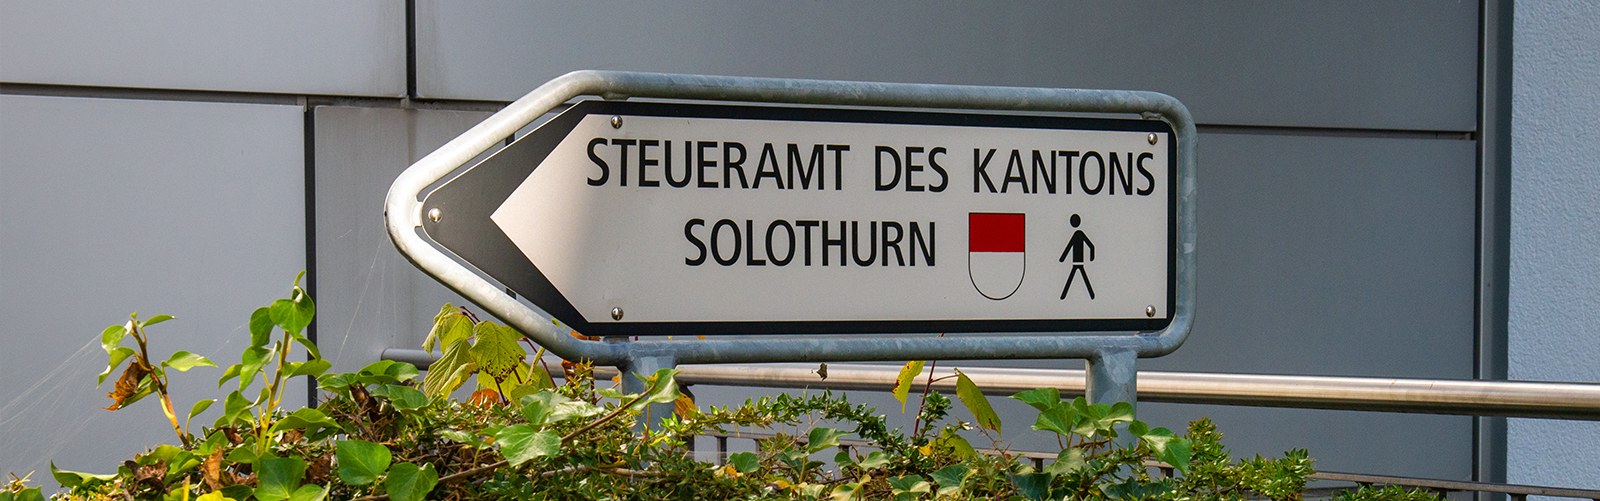 STEUERAMT DES KANTONS
SOLOTHURN